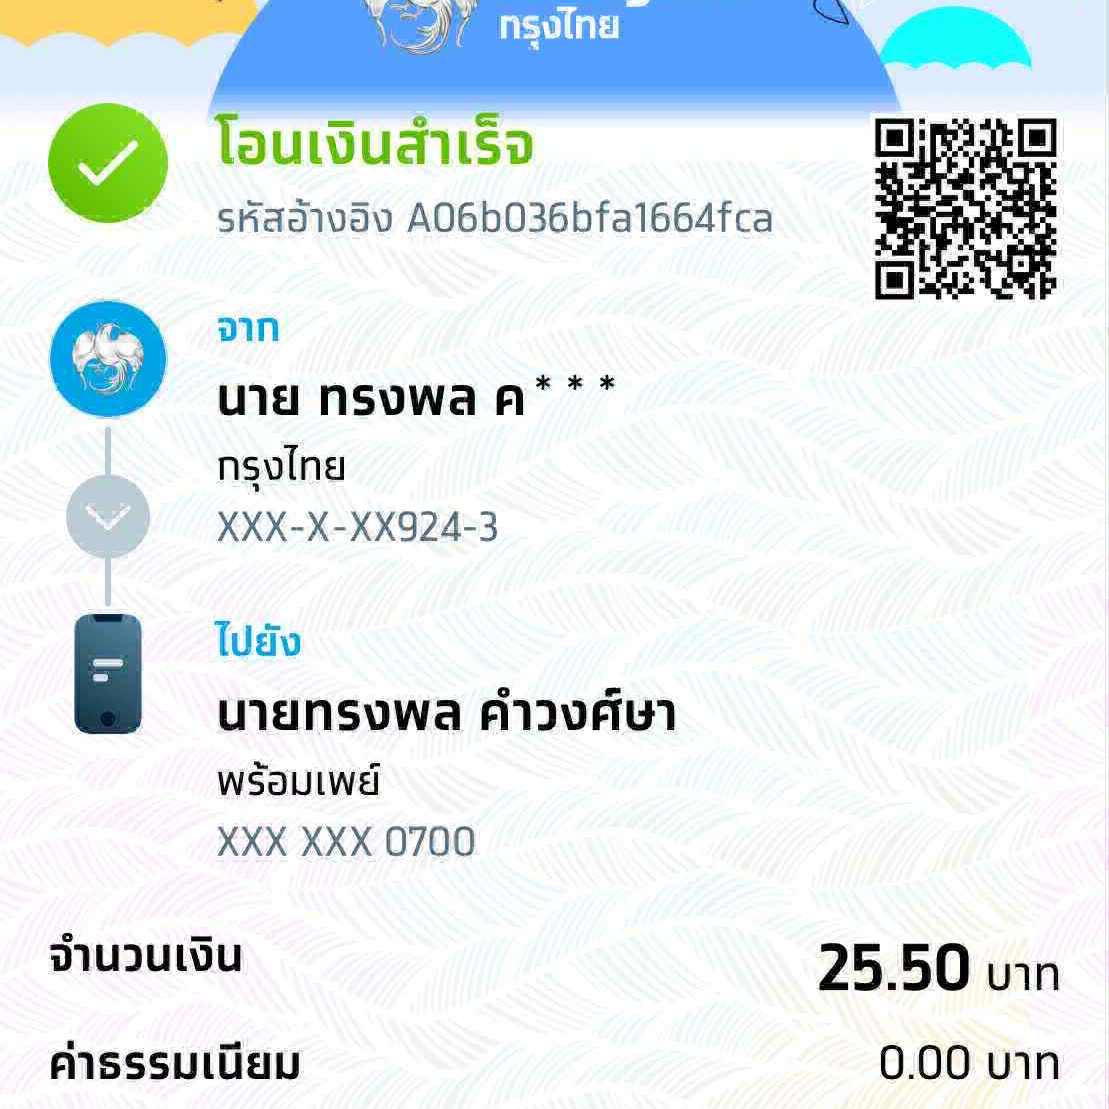 กรุงไทย
โอนเงินสำเร็จ
รหัสอ้างอิง A06b036bfa1664fca
จาก
นาย ทรงพล ค***
กรุงไทย
XXX-X-XX924-3
ไปยัง
นายทรงพล คำวงศ์ษา
พร้อมเพย์
XXX XXX 0700
จำนวนเงิน 25.50 บาท
ค่าธรรมเนียม 0.00 บาท